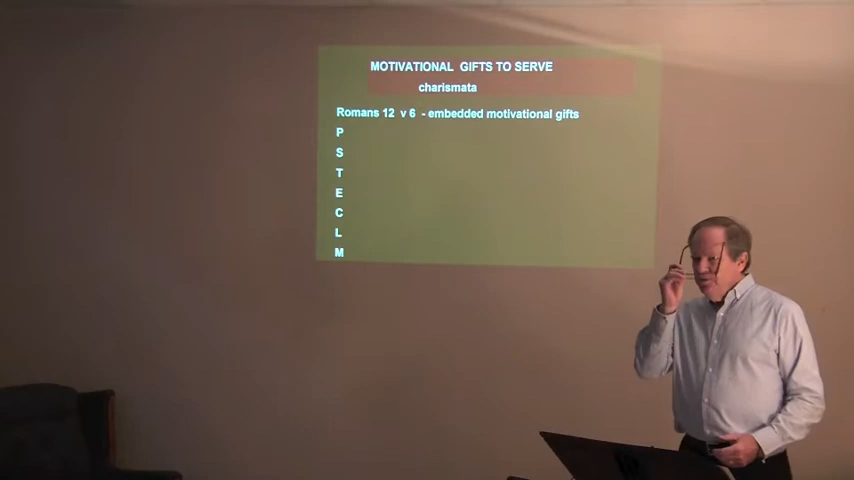 MOTIVATIONAL GIFTS TO SERVE
charismata
Romans 12 v 6 - embedded motivational gifts
P
S
T
E
C
L
M